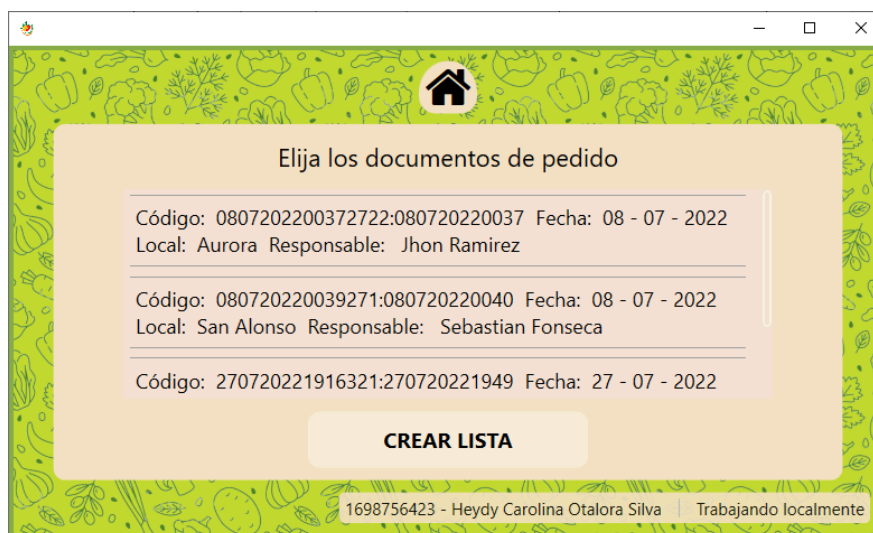 Elija los documentos de pedido
Código: 0807202200372722:080720220037 Fecha: 08 - 07 - 2022
Local: Aurora Responsable: Jhon Ramirez
Código: 080720220039271:080720220040 Fecha: 08 - 07 - 2022
Local: San Alonso Responsable: Sebastian Fonseca
Código: 270720221916321:270720221949 Fecha: 27 - 07 - 2022
CREAR LISTA
1698756423 - Heydy Carolina Otalora Silva | Trabajando localmente